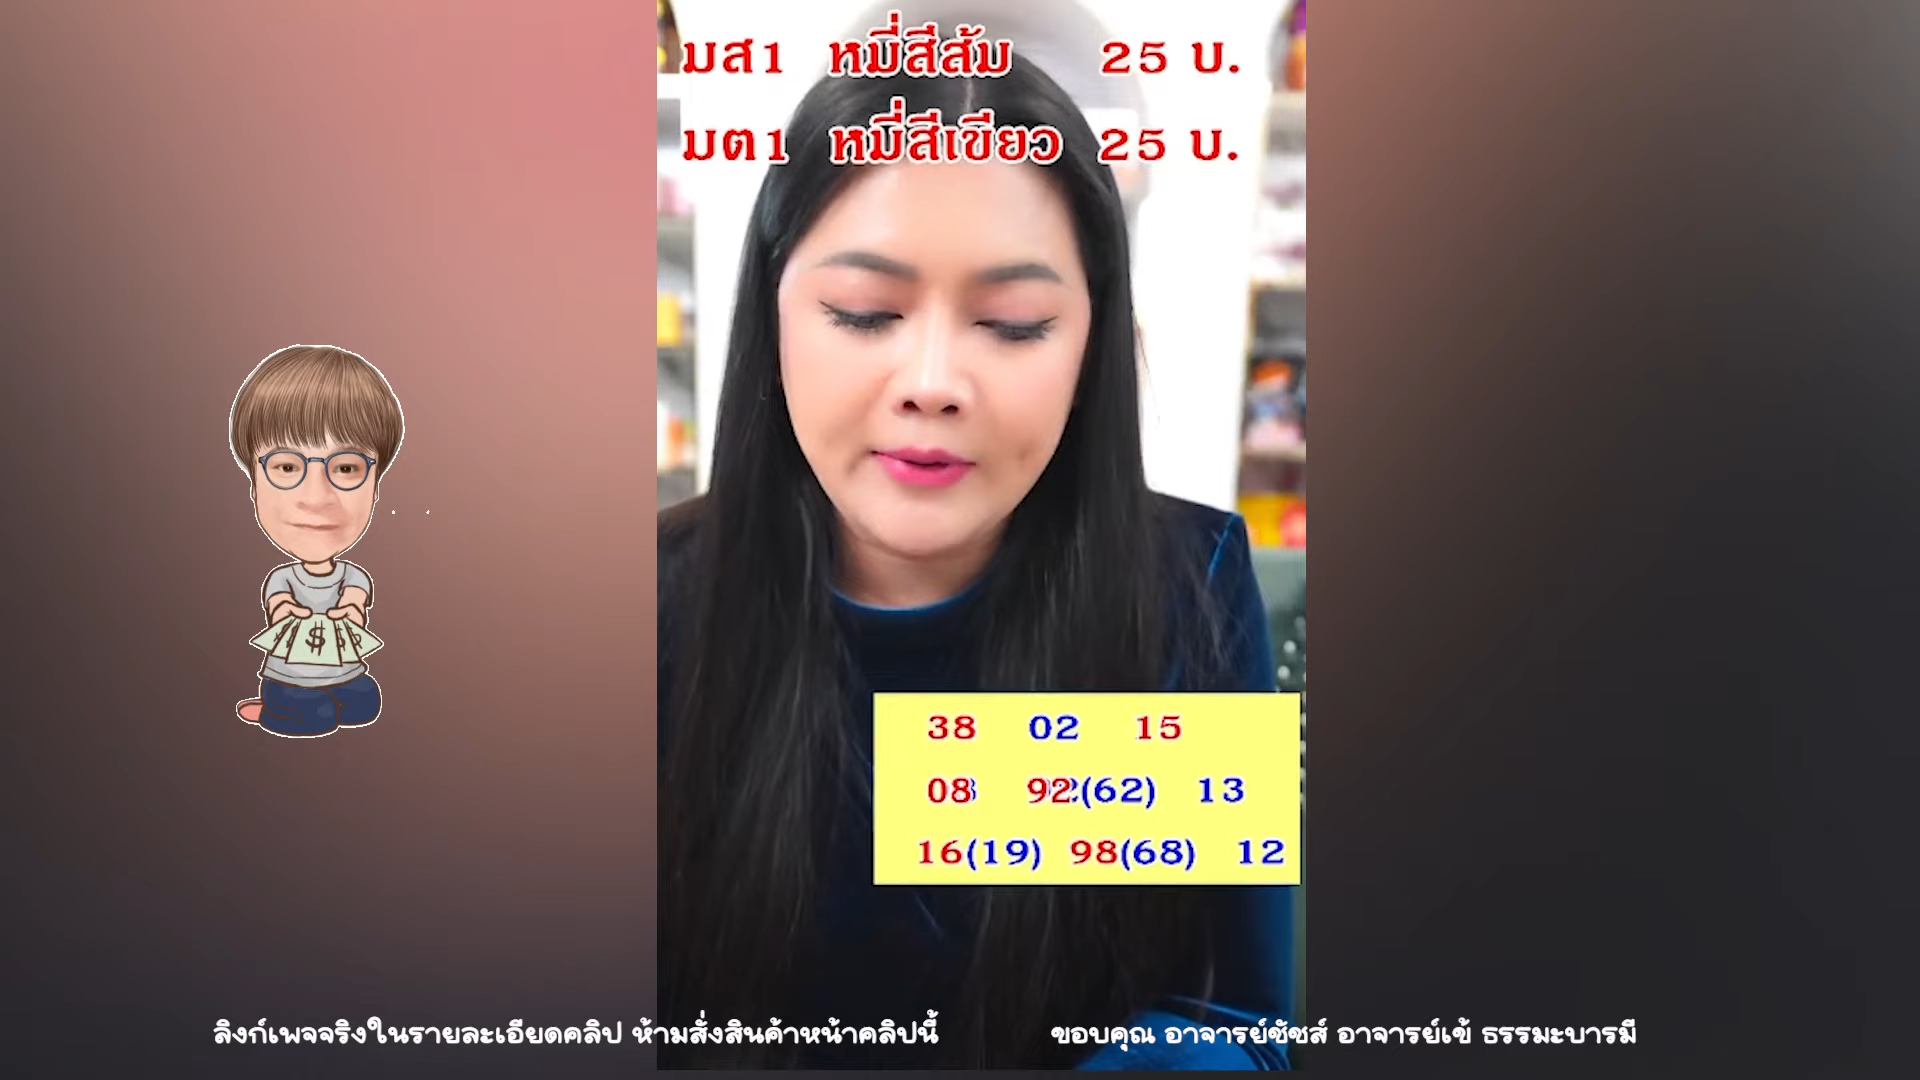 มส1 หมี่สีส้ม 25 บ.
มต1 หมี่สีเขียว 25 บ.
$
38 02 15
08 92(62) 13
16(19) 98(68) 12
ลิงก์เพจจริงในรายละเอียดคลิป ห้ามสั่งสินค้าหน้าคลิปนี้
ขอบคุณ อาจารย์ซัซส์ อาจารย์เข้ ธรรมะบารมี